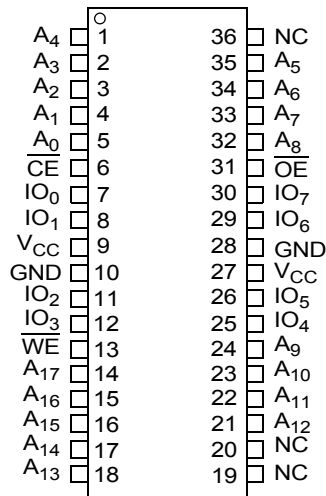 A4 1 36 NC
A3 2 35 A5
A2 3 34 A6
A1 4 33 A7
A0 5 32 A8
C̅E̅ 6 31 O̅E̅
IO0 7 30 IO7
IO1 8 29 IO6
VCC 9 28 GND
GND 10 27 VCC
IO2 11 26 IO5
IO3 12 25 IO4
W̅E̅ 13 24 A9
A17 14 23 A10
A16 15 22 A11
A15 16 21 A12
A14 17 20 NC
A13 18 19 NC